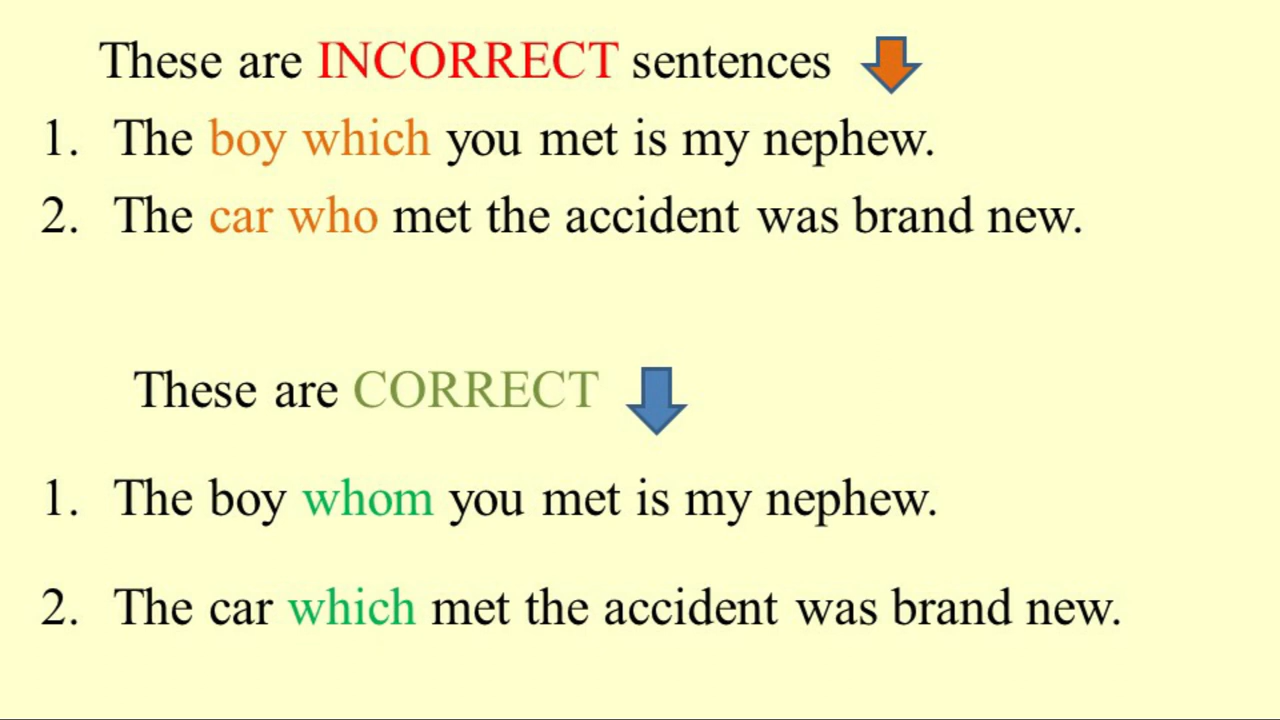 These are INCORRECT sentences
1. The boy which you met is my nephew.
2. The car who met the accident was brand new.
These are CORRECT
1. The boy whom you met is my nephew.
2. The car which met the accident was brand new.